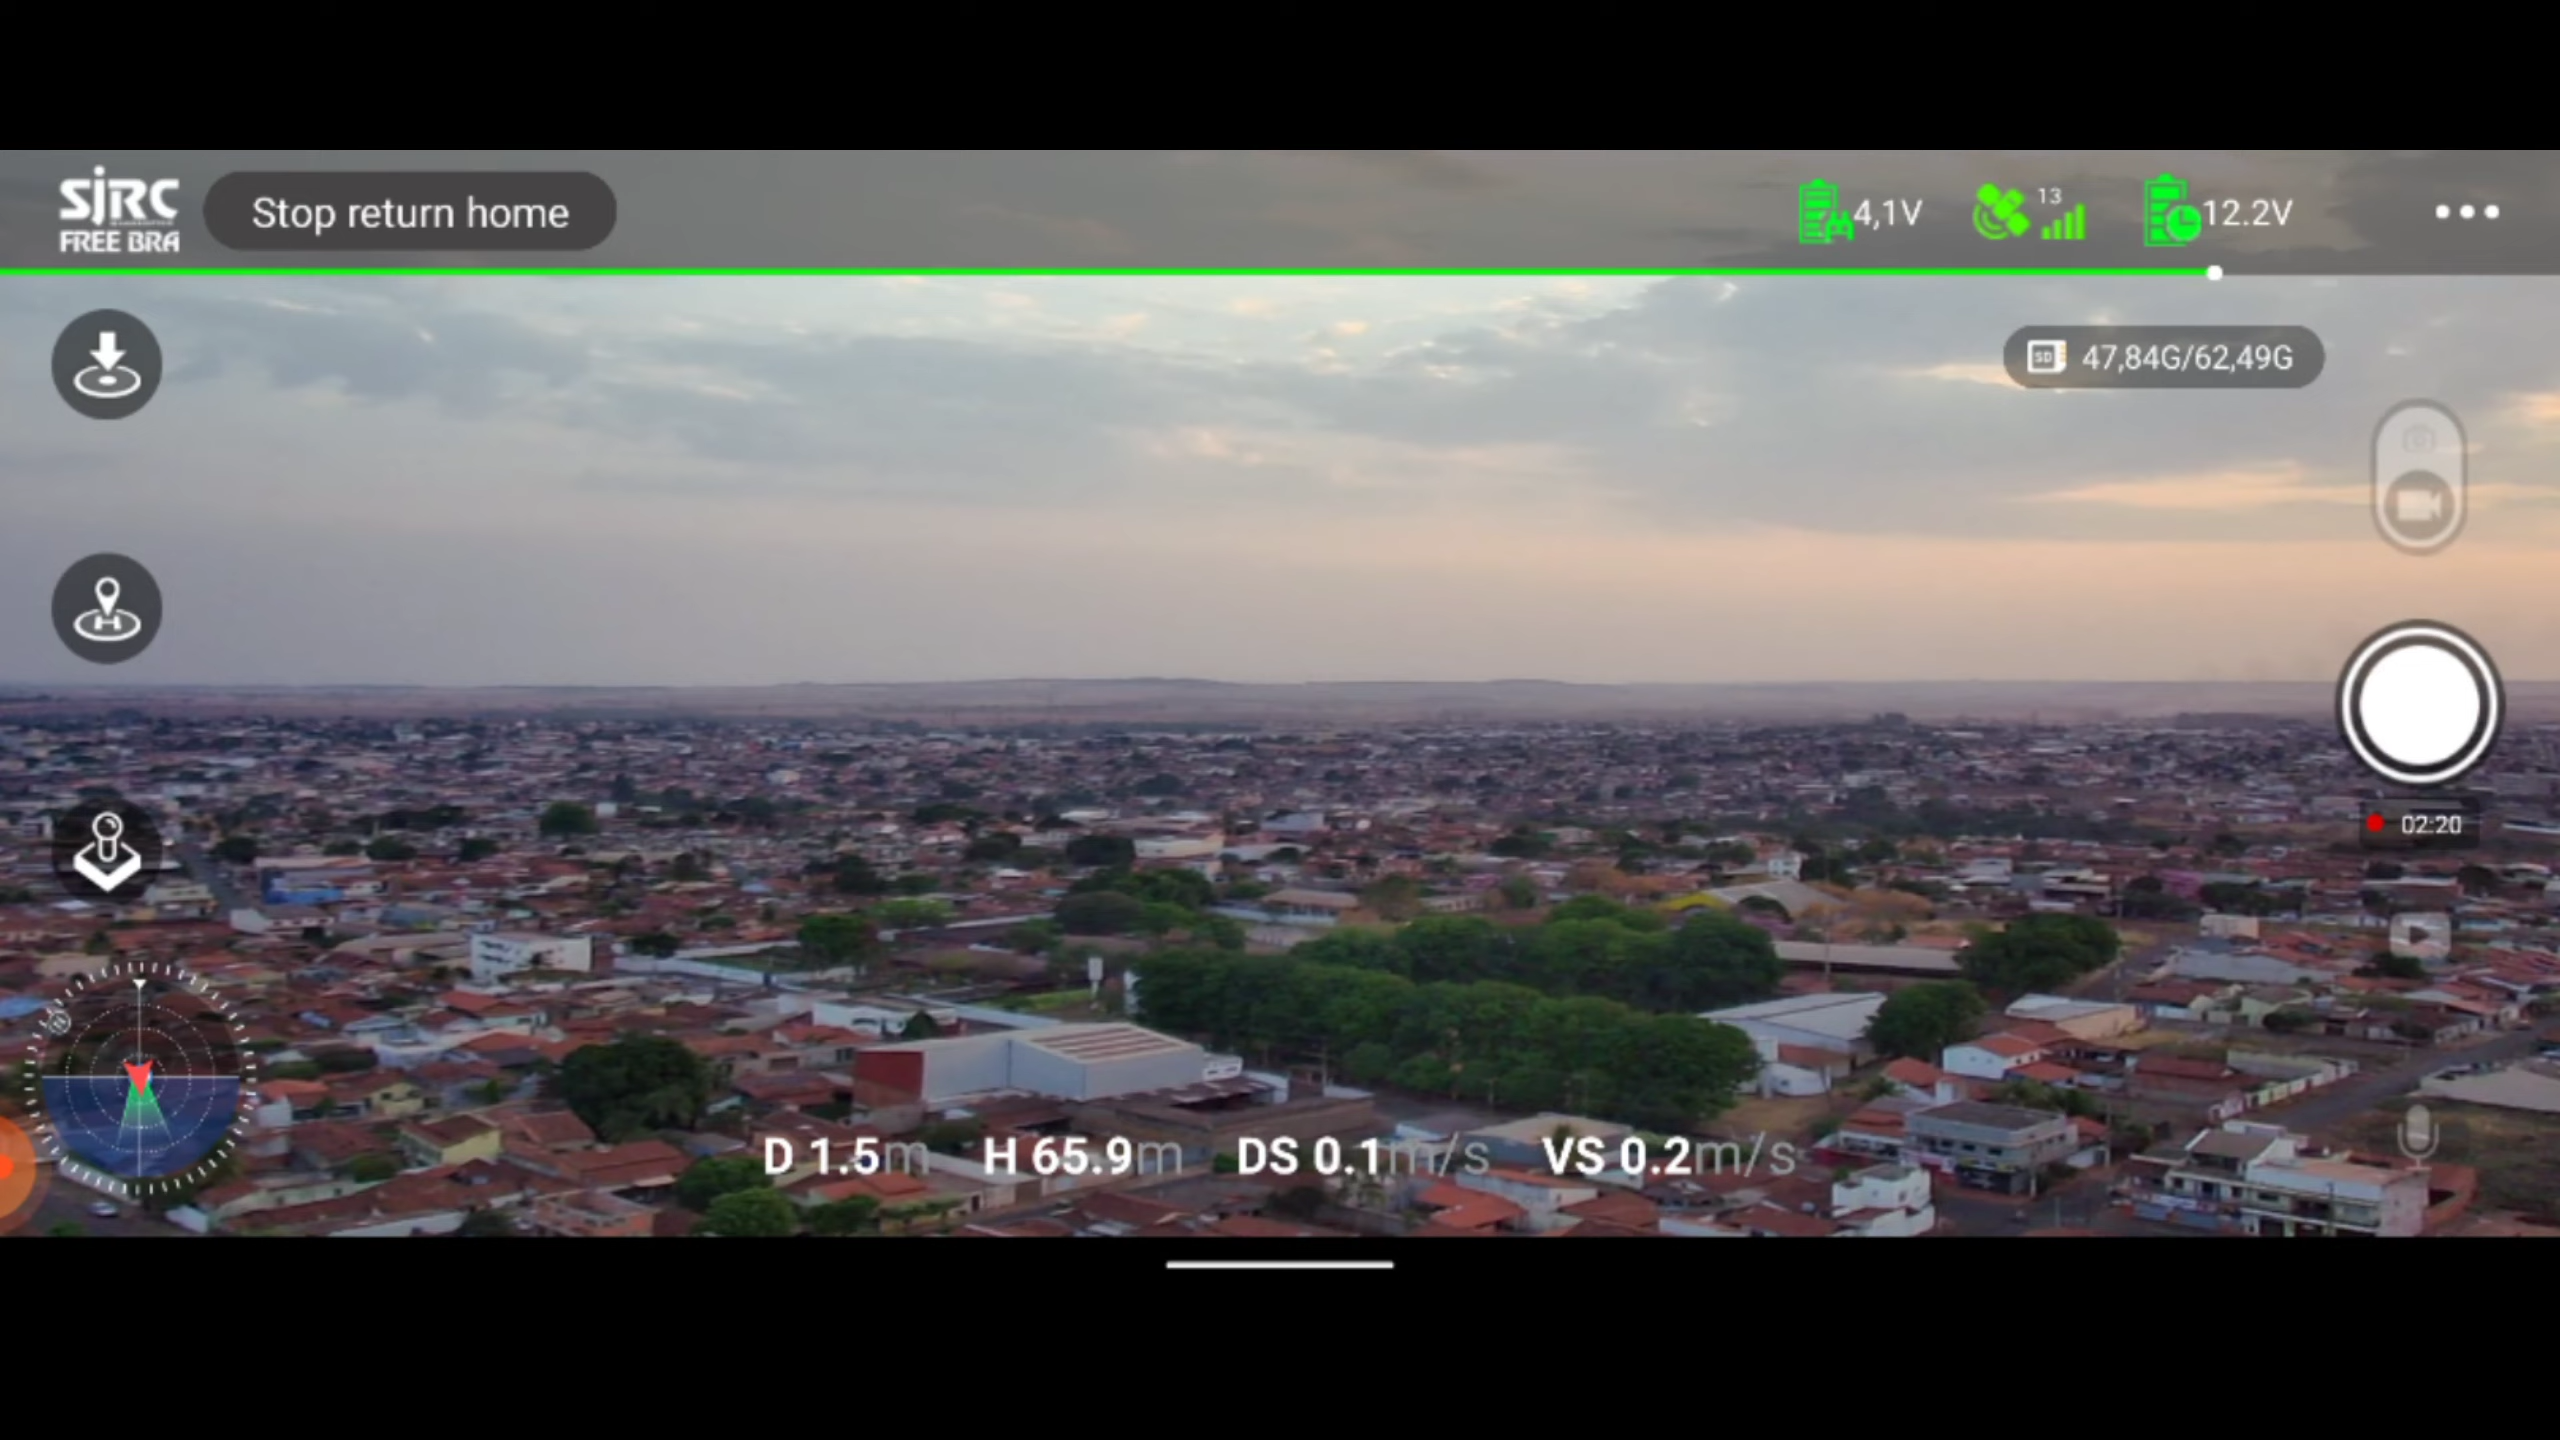 SJRC
FREE BRA
Stop return home
4,1V
13
12.2V
SD 47,84G/62,49G
02:20
D 1.5m H 65.9m DS 0.1m/s VS 0.2m/s